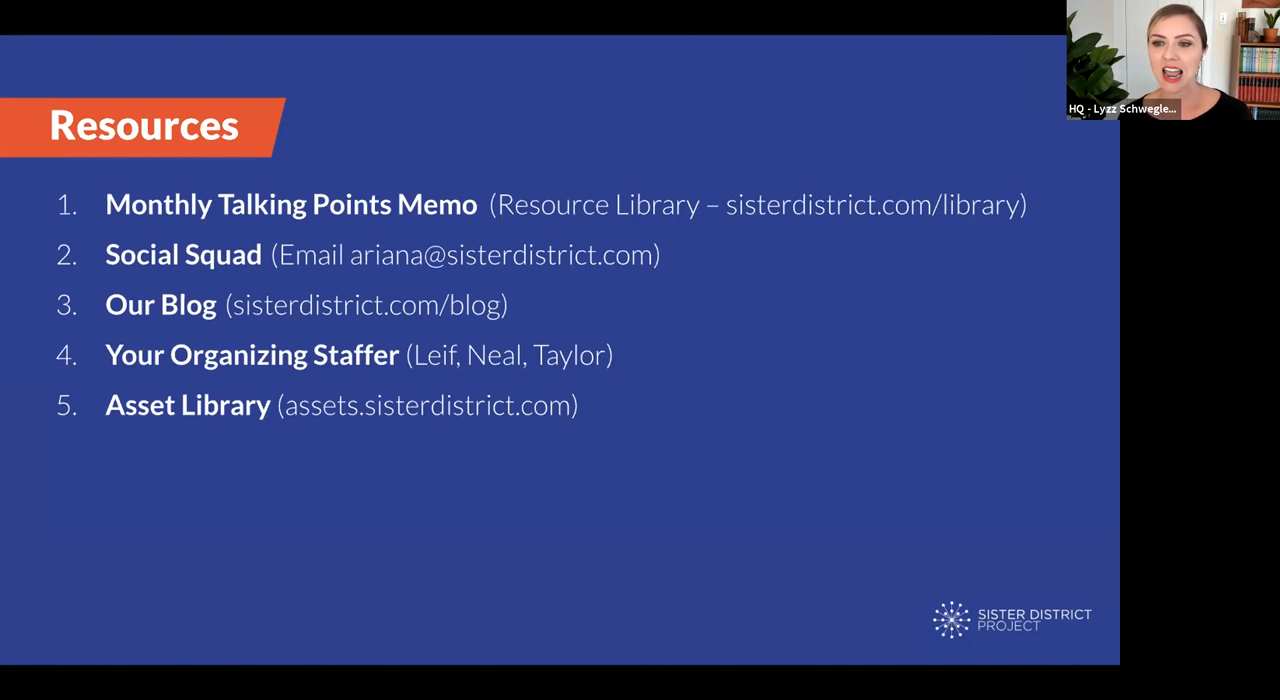 HQ - Lyzz Schwegle...
Resources
1. Monthly Talking Points Memo (Resource Library – sisterdistrict.com/library)
2. Social Squad (Email ariana@sisterdistrict.com)
3. Our Blog (sisterdistrict.com/blog)
4. Your Organizing Staffer (Leif, Neal, Taylor)
5. Asset Library (assets.sisterdistrict.com)
SISTER DISTRICT
PROJECT